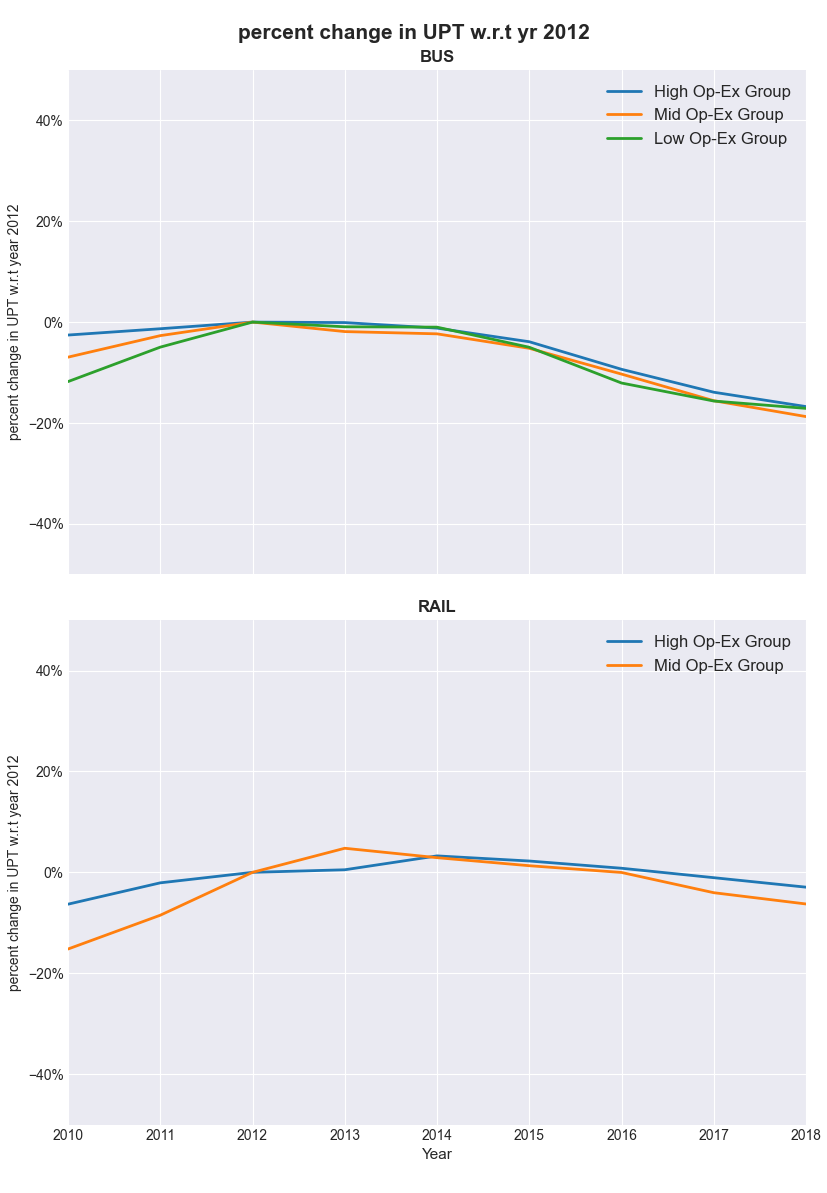 percent change in UPT w.r.t yr 2012
BUS
High Op-Ex Group
Mid Op-Ex Group
Low Op-Ex Group
40%
20%
0%
−20%
−40%
percent change in UPT w.r.t year 2012
RAIL
High Op-Ex Group
Mid Op-Ex Group
40%
20%
0%
−20%
−40%
percent change in UPT w.r.t year 2012
2010 2011 2012 2013 2014 2015 2016 2017 2018
Year